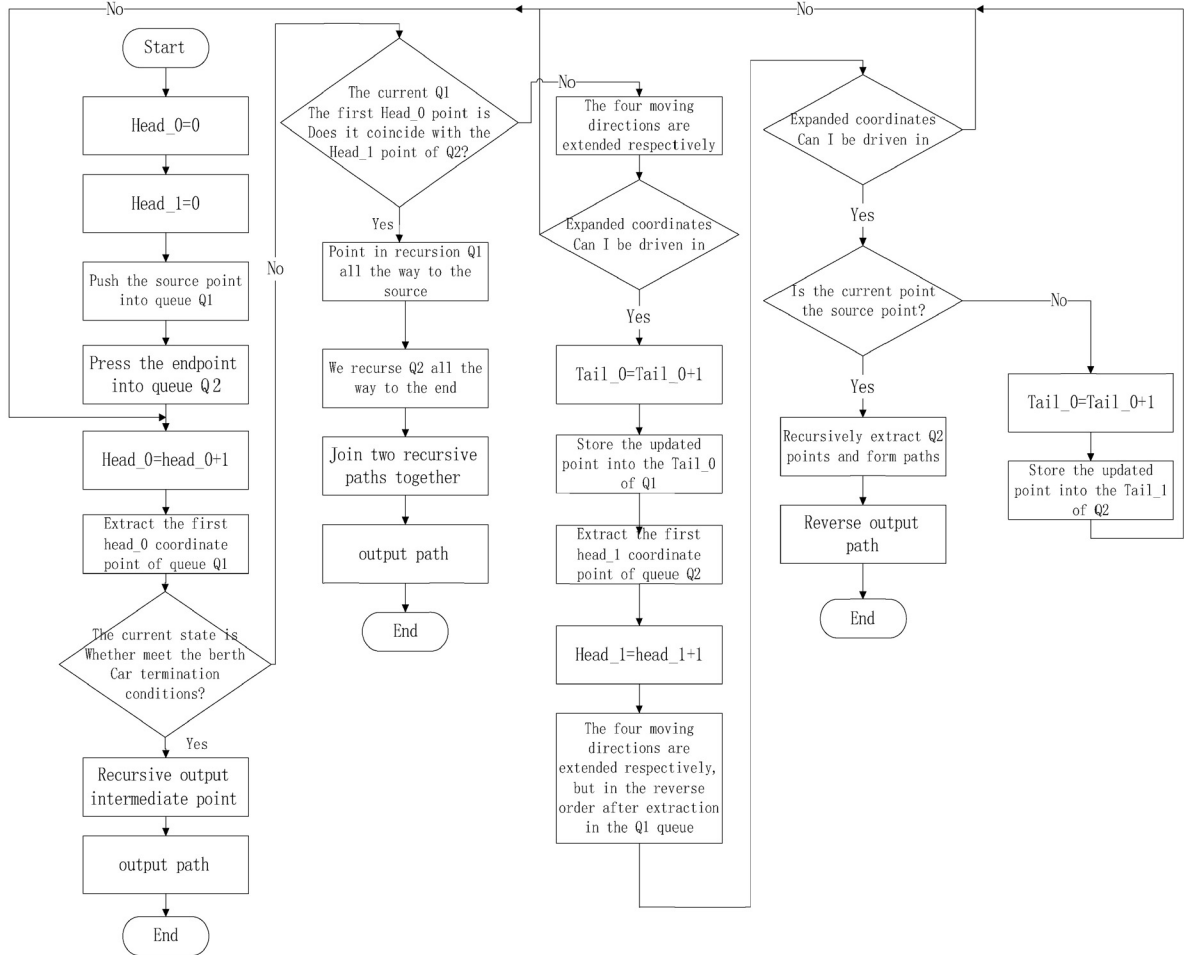 No
Start
Head_0=0
Head_1=0
Push the source point
into queue Q1
Press the endpoint
into queue Q2
Head_0=head_0+1
Extract the first
head_0 coordinate
point of queue Q1
The current state is
Whether meet the berth
Car termination
conditions?
Yes
Recursive output
intermediate point
output path
End
No
The current Q1
The first Head_0 point is
Does it coincide with the
Head_1 point of Q2?
Yes
Point in recursion Q1
all the way to the
source
We recurse Q2 all the
way to the end
Join two recursive
paths together
output path
End
No
The four moving
directions are
extended respectively
Expanded coordinates
Can I be driven in
Yes
Tail_0=Tail_0+1
Store the updated
point into the Tail_0
of Q1
Extract the first
head_1 coordinate
point of queue Q2
Head_1=head_1+1
The four moving
directions are
extended respectively,
but in the reverse
order after extraction
in the Q1 queue
No
Expanded coordinates
Can I be driven in
Yes
Is the current point
the source point?
Yes
Recursively extract Q2
points and form paths
Reverse output
path
End
No
Tail_0=Tail_0+1
Store the updated
point into the Tail_1
of Q2